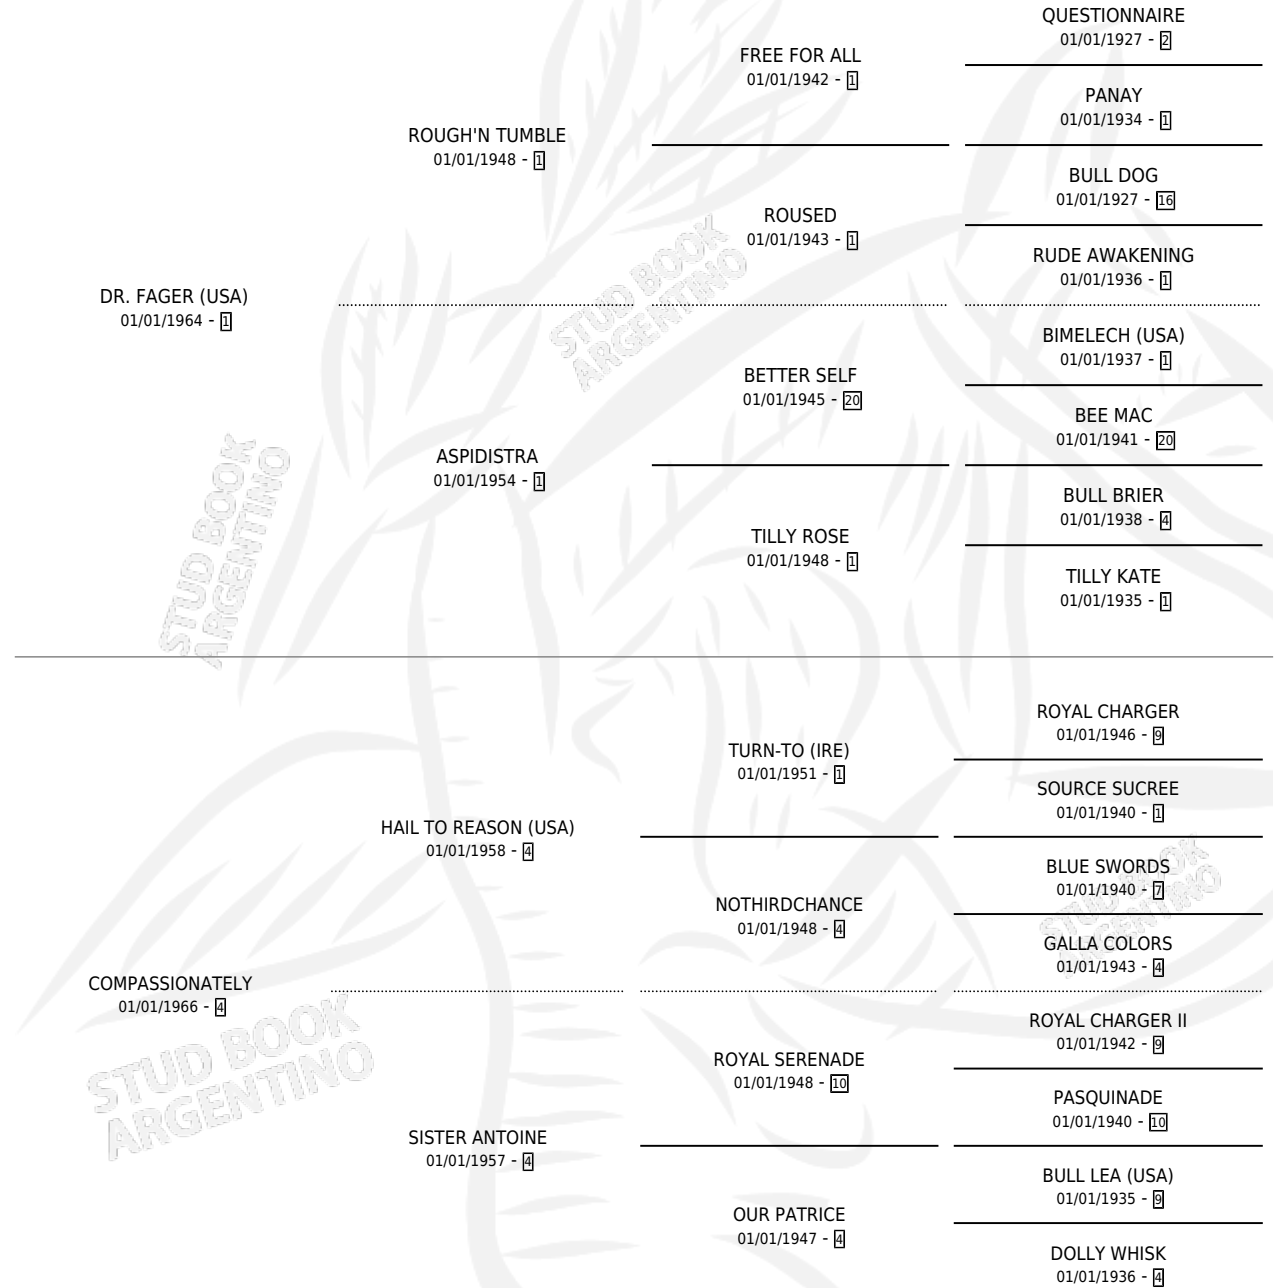 QUESTIONNAIRE
01/01/1927 - 2
FREE FOR ALL
01/01/1942 - 1
PANAY
01/01/1934 - 1
ROUGH'N TUMBLE
01/01/1948 - 1
BULL DOG
01/01/1927 - 16
ROUSED
01/01/1943 - 1
RUDE AWAKENING
01/01/1936 - 1
DR. FAGER (USA)
01/01/1964 - 1
STUD BOOK
ARGENTINO
BIMELECH (USA)
01/01/1937 - 1
BETTER SELF
01/01/1945 - 20
BEE MAC
01/01/1941 - 20
ASPIDISTRA
01/01/1954 - 1
BULL BRIER
01/01/1938 - 4
TILLY ROSE
01/01/1948 - 1
TILLY KATE
01/01/1935 - 1
STUD BOOK
ARGENTINO
ROYAL CHARGER
01/01/1946 - 9
TURN-TO (IRE)
01/01/1951 - 1
SOURCE SUCREE
01/01/1940 - 1
HAIL TO REASON (USA)
01/01/1958 - 4
BLUE SWORDS
01/01/1940 - 7
STUD BOOK
ARGENTINO
NOTHIRDCHANCE
01/01/1948 - 4
GALLA COLORS
01/01/1943 - 4
COMPASSIONATELY
01/01/1966 - 4
ROYAL CHARGER II
01/01/1942 - 9
STUD BOOK
ARGENTINO
ROYAL SERENADE
01/01/1948 - 10
PASQUINADE
01/01/1940 - 10
SISTER ANTOINE
01/01/1957 - 4
BULL LEA (USA)
01/01/1935 - 9
OUR PATRICE
01/01/1947 - 4
DOLLY WHISK
01/01/1936 - 4